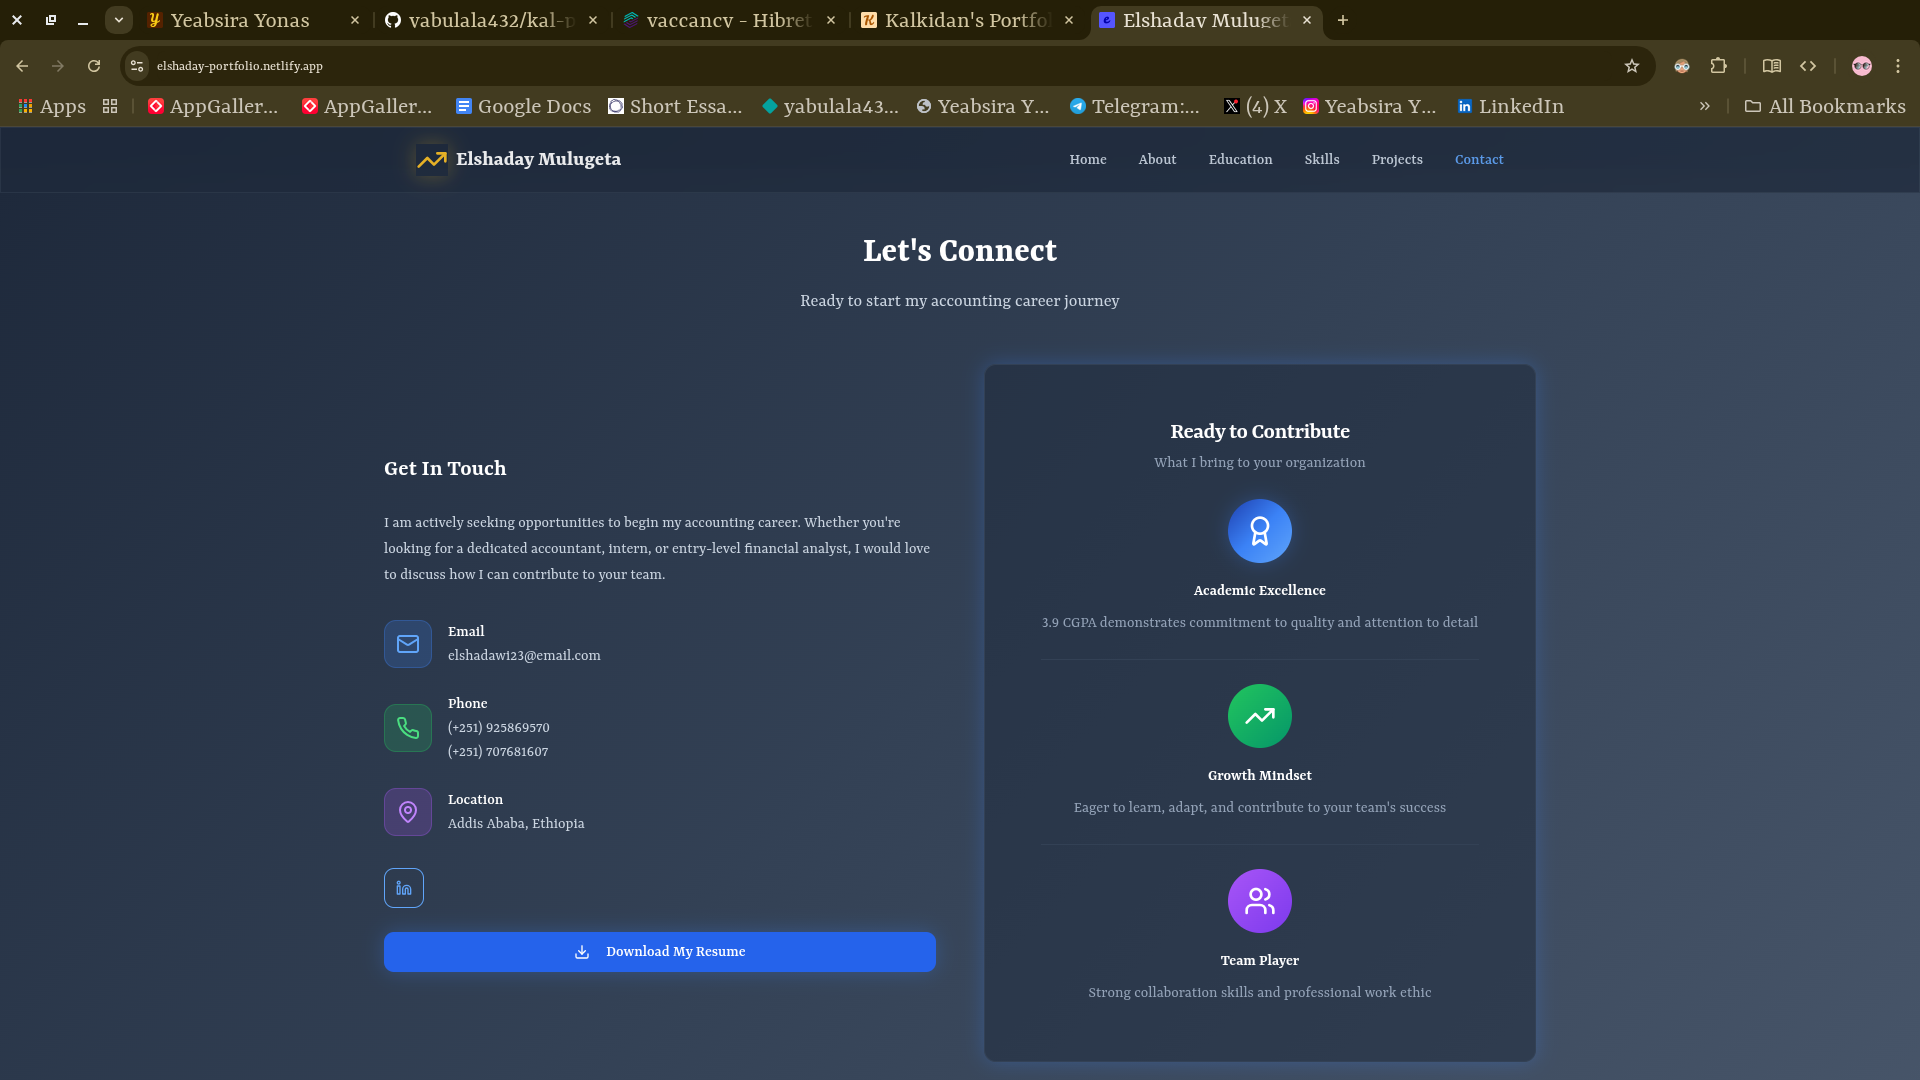 Yeabsira Yonas
yabulala432/kal-p
vaccancy - Hibret
Kalkidan's Portfol
Elshaday Muluget
elshaday-portfolio.netlify.app
Apps
AppGaller...
AppGaller...
Google Docs
Short Essa...
yabulala43...
Yeabsira Y...
Telegram:...
(4) X
Yeabsira Y...
LinkedIn
All Bookmarks
Elshaday Mulugeta
Home
About
Education
Skills
Projects
Contact
Let's Connect
Ready to start my accounting career journey
Get In Touch
I am actively seeking opportunities to begin my accounting career. Whether you're
looking for a dedicated accountant, intern, or entry-level financial analyst, I would love
to discuss how I can contribute to your team.
Email
elshadawi23@email.com
Phone
(+251) 925869570
(+251) 707681607
Location
Addis Ababa, Ethiopia
Download My Resume
Ready to Contribute
What I bring to your organization
Academic Excellence
3.9 CGPA demonstrates commitment to quality and attention to detail
Growth Mindset
Eager to learn, adapt, and contribute to your team's success
Team Player
Strong collaboration skills and professional work ethic